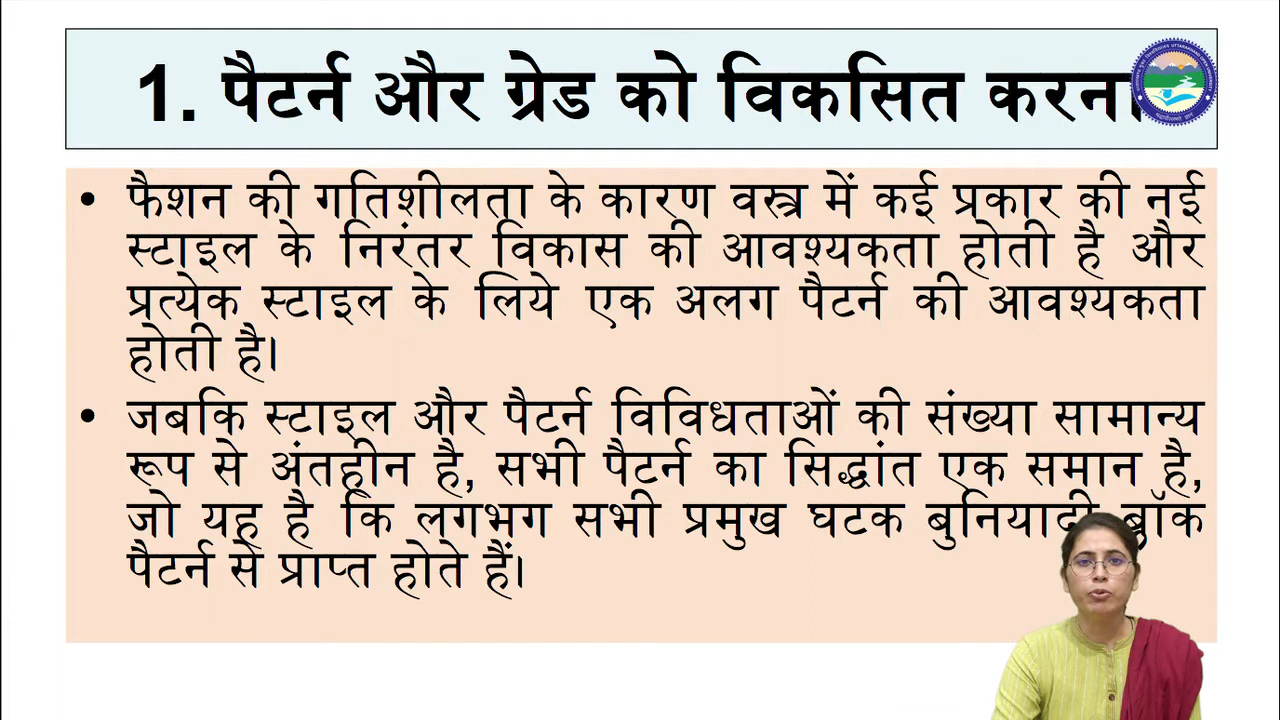 1. पैटर्न और ग्रेड को विकसित करना
• फैशन की गतिशीलता के कारण वस्त्र में कई प्रकार की नई
स्टाइल के निरंतर विकास की आवश्यकता होती है और
प्रत्येक स्टाइल के लिये एक अलग पैटर्न की आवश्यकता
होती है।
• जबकि स्टाइल और पैटर्न विविधताओं की संख्या सामान्य
रूप से अंतहीन है, सभी पैटर्न का सिद्धांत एक समान है,
जो यह है कि लगभग सभी प्रमुख घटक बुनियादी ब्लॉक
पैटर्न से प्राप्त होते हैं।